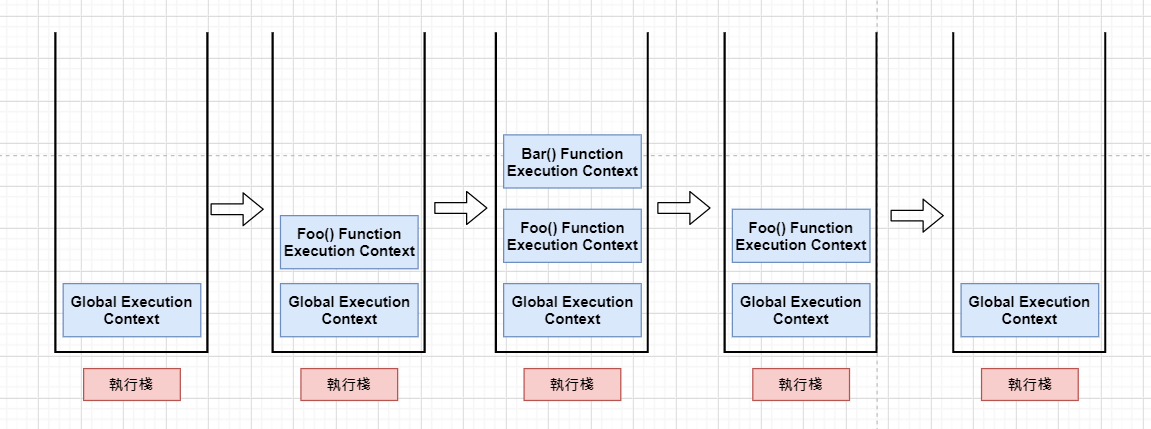 Global Execution
Context
執行棧
Foo() Function
Execution Context
Global Execution
Context
執行棧
Bar() Function
Execution Context
Foo() Function
Execution Context
Global Execution
Context
執行棧
Foo() Function
Execution Context
Global Execution
Context
執行棧
Global Execution
Context
執行棧